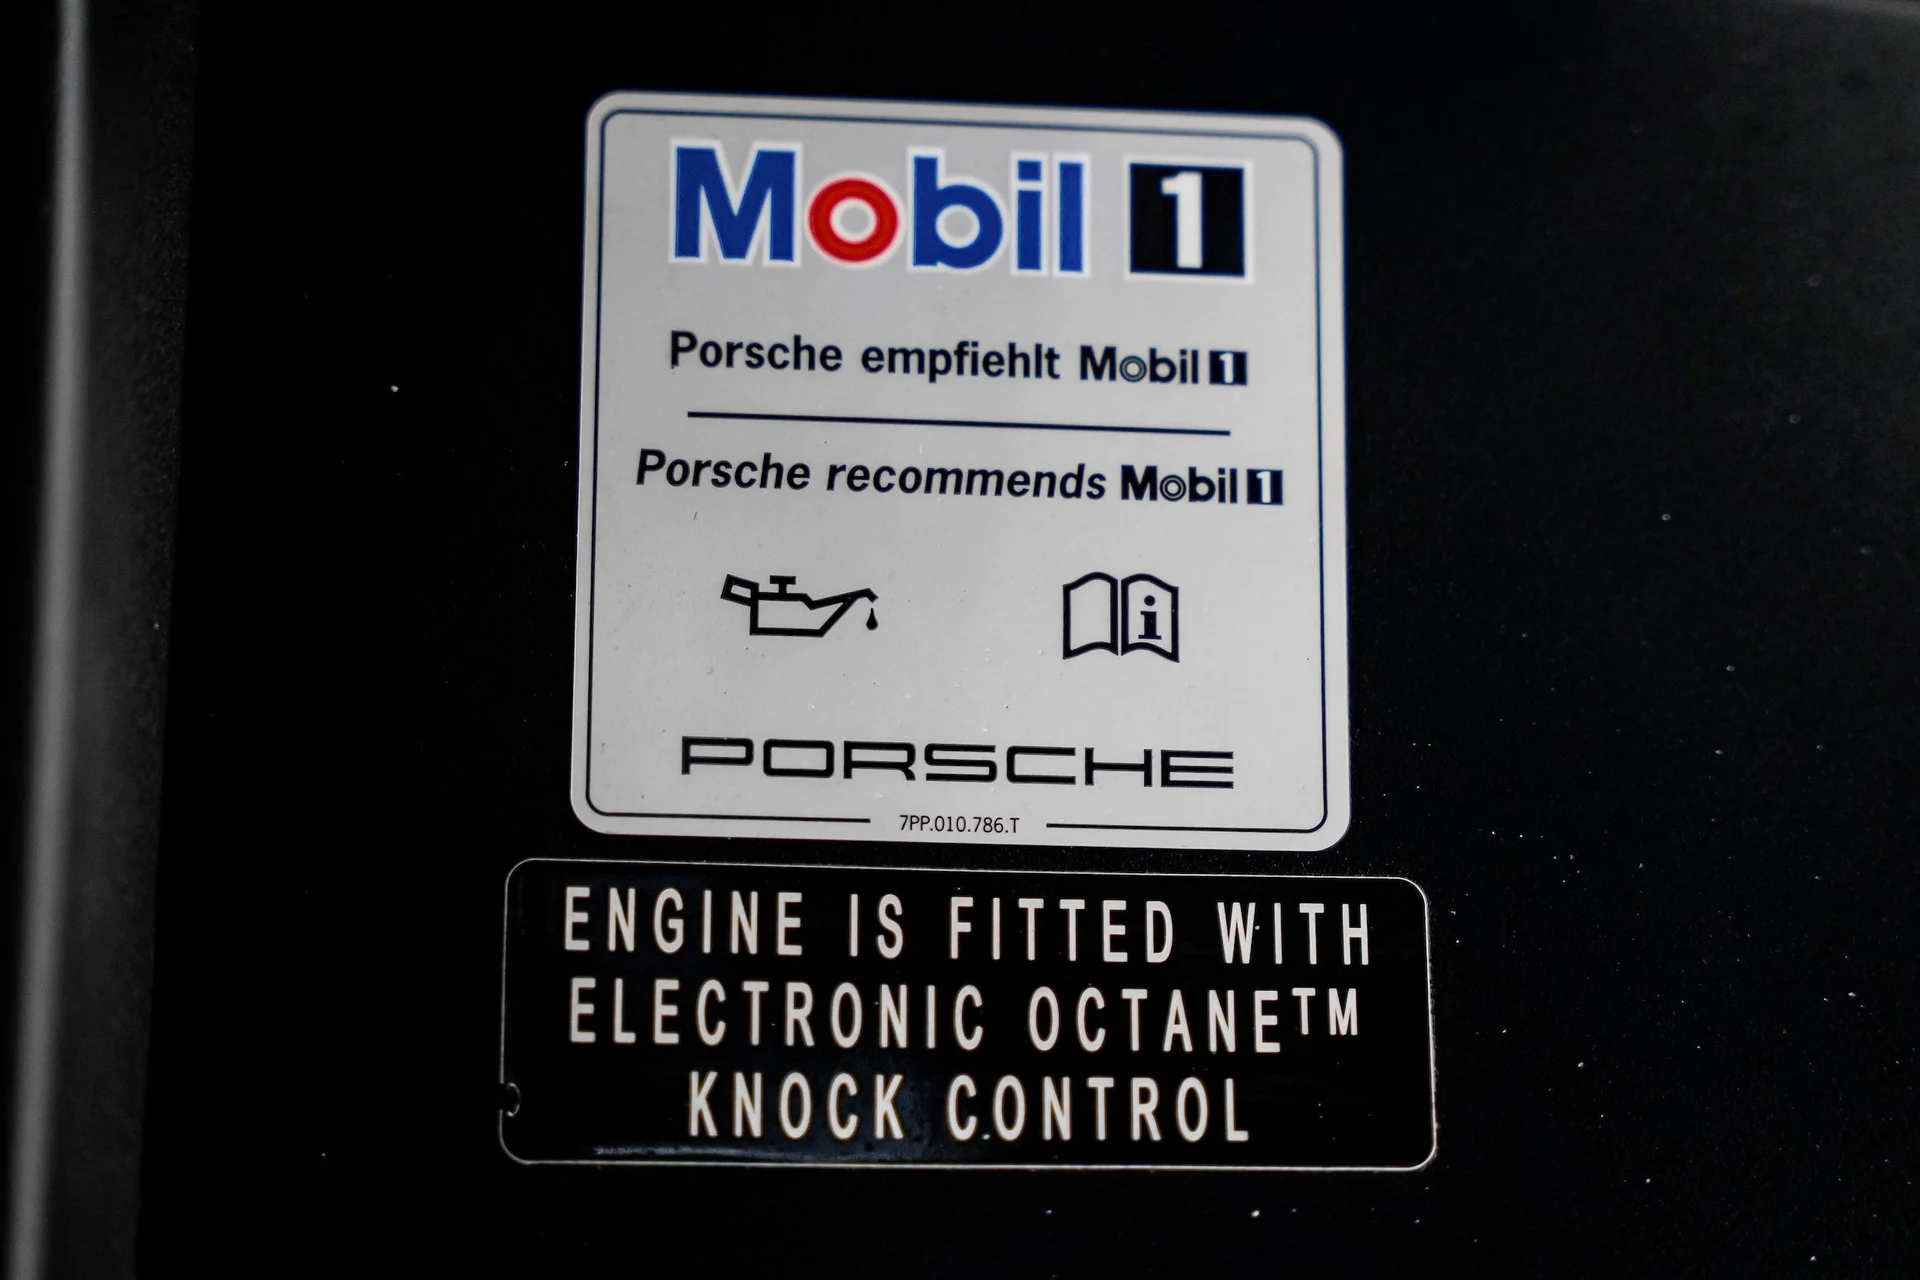 Mobil 1
Porsche empfiehlt Mobil 1
Porsche recommends Mobil 1
i
PORSCHE
7PP.010.786.T
ENGINE IS FITTED WITH
ELECTRONIC OCTANE™
KNOCK CONTROL